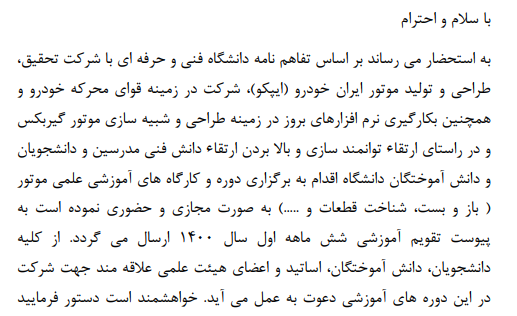 با سلام و احترام
به استحضار می رساند بر اساس تفاهم نامه دانشگاه فنی و حرفه ای با شرکت تحقیق،
طراحی و تولید موتور ایران خودرو (ایپکو)، شرکت در زمینه قوای محرکه خودرو و
همچنین بکارگیری نرم افزارهای بروز در زمینه طراحی و شبیه سازی موتور گیربکس
و در راستای ارتقاء توانمند سازی و بالا بردن ارتقاء دانش فنی مدرسین و دانشجویان
و دانش آموختگان دانشگاه اقدام به برگزاری دوره و کارگاه های آموزشی علمی موتور
( باز و بست، شناخت قطعات و .....) به صورت مجازی و حضوری نموده است به
پیوست تقویم آموزشی شش ماهه اول سال ۱۴۰۰ ارسال می گردد. از کلیه
دانشجویان، دانش آموختگان، اساتید و اعضای هیئت علمی علاقه مند جهت شرکت
در این دوره های آموزشی دعوت به عمل می آید. خواهشمند است دستور فرمایید